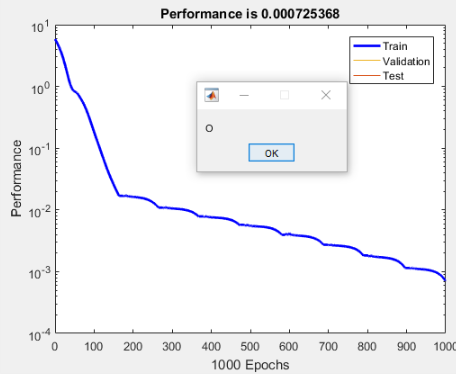 Performance is 0.000725368
Train
Validation
Test
O
OK
10^1
10^0
10^-1
10^-2
10^-3
10^-4
Performance
0 100 200 300 400 500 600 700 800 900 1000
1000 Epochs